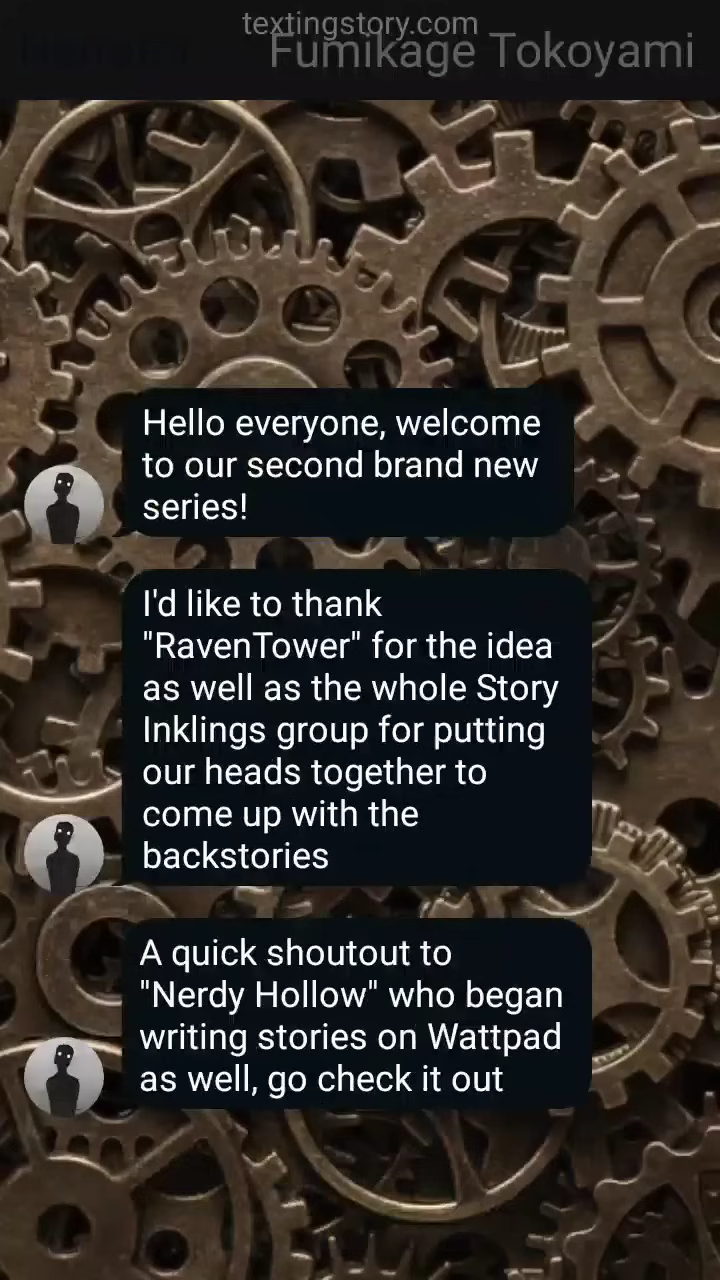 textingstory.com
Fumikage Tokoyami
Hello everyone, welcome
to our second brand new
series!
I'd like to thank
"RavenTower" for the idea
as well as the whole Story
Inklings group for putting
our heads together to
come up with the
backstories
A quick shoutout to
"Nerdy Hollow" who began
writing stories on Wattpad
as well, go check it out